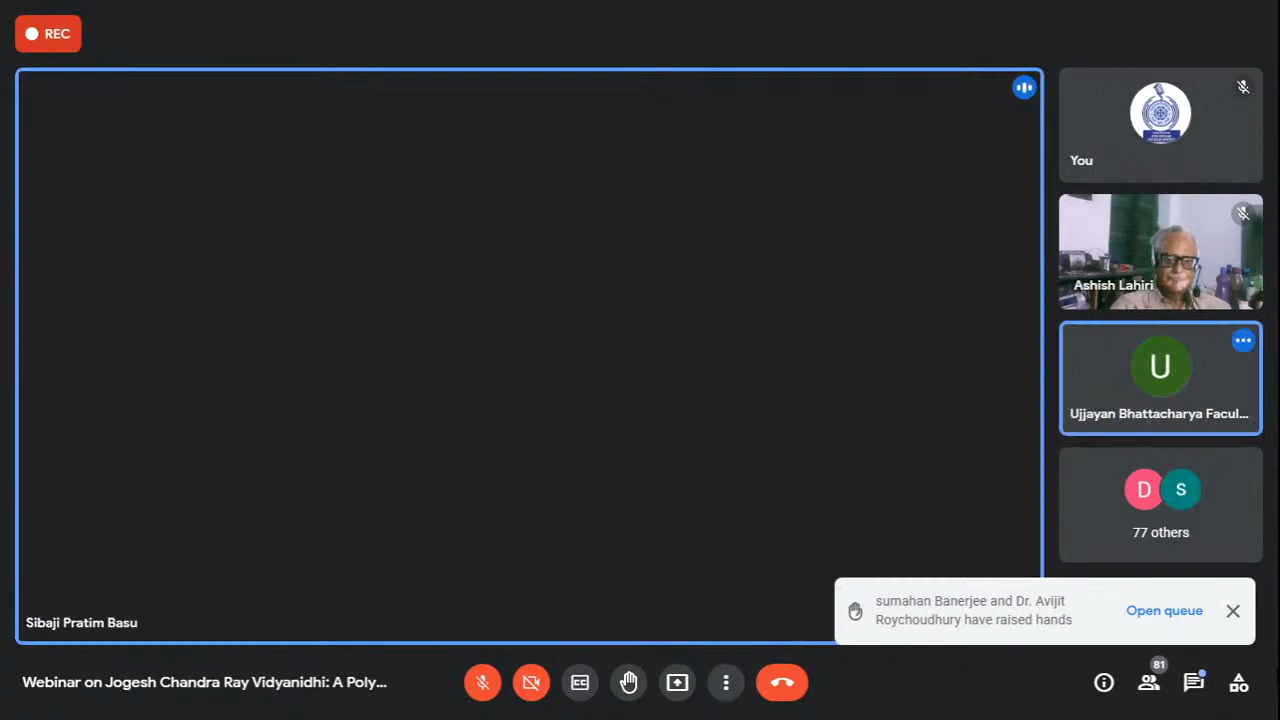 REC
You
Ashish Lahiri
U
Ujjayan Bhattacharya Facul...
D
S
77 others
sumahan Banerjee and Dr. Avijit
Roychoudhury have raised hands
Open queue
Sibaji Pratim Basu
Webinar on Jogesh Chandra Ray Vidyanidhi: A Poly...
CC
81